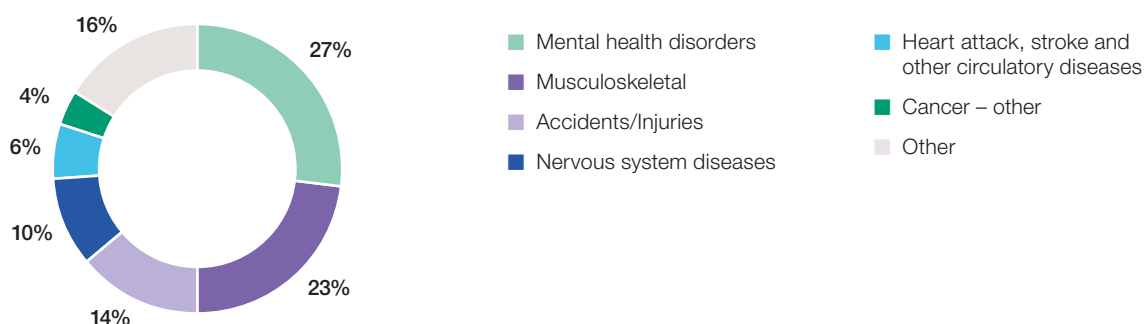 16%
27%
4%
6%
10%
14%
23%
Mental health disorders
Musculoskeletal
Accidents/Injuries
Nervous system diseases
Heart attack, stroke and
other circulatory diseases
Cancer – other
Other